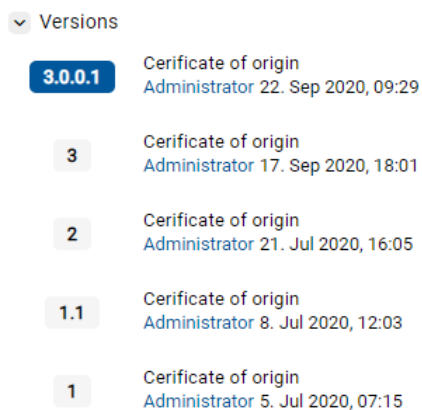 Versions
3.0.0.1
Cerificate of origin
Administrator 22. Sep 2020, 09:29
3
Cerificate of origin
Administrator 17. Sep 2020, 18:01
2
Cerificate of origin
Administrator 21. Jul 2020, 16:05
1.1
Cerificate of origin
Administrator 8. Jul 2020, 12:03
1
Cerificate of origin
Administrator 5. Jul 2020, 07:15